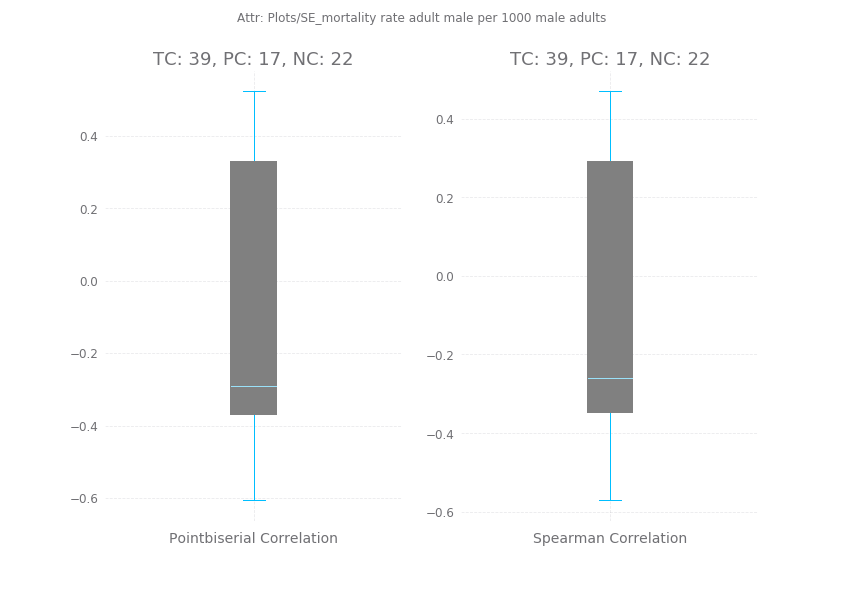 Attr: Plots/SE_mortality rate adult male per 1000 male adults
TC: 39, PC: 17, NC: 22
0.4
0.2
0.0
−0.2
−0.4
−0.6
Pointbiserial Correlation
TC: 39, PC: 17, NC: 22
0.4
0.2
0.0
−0.2
−0.4
−0.6
Spearman Correlation